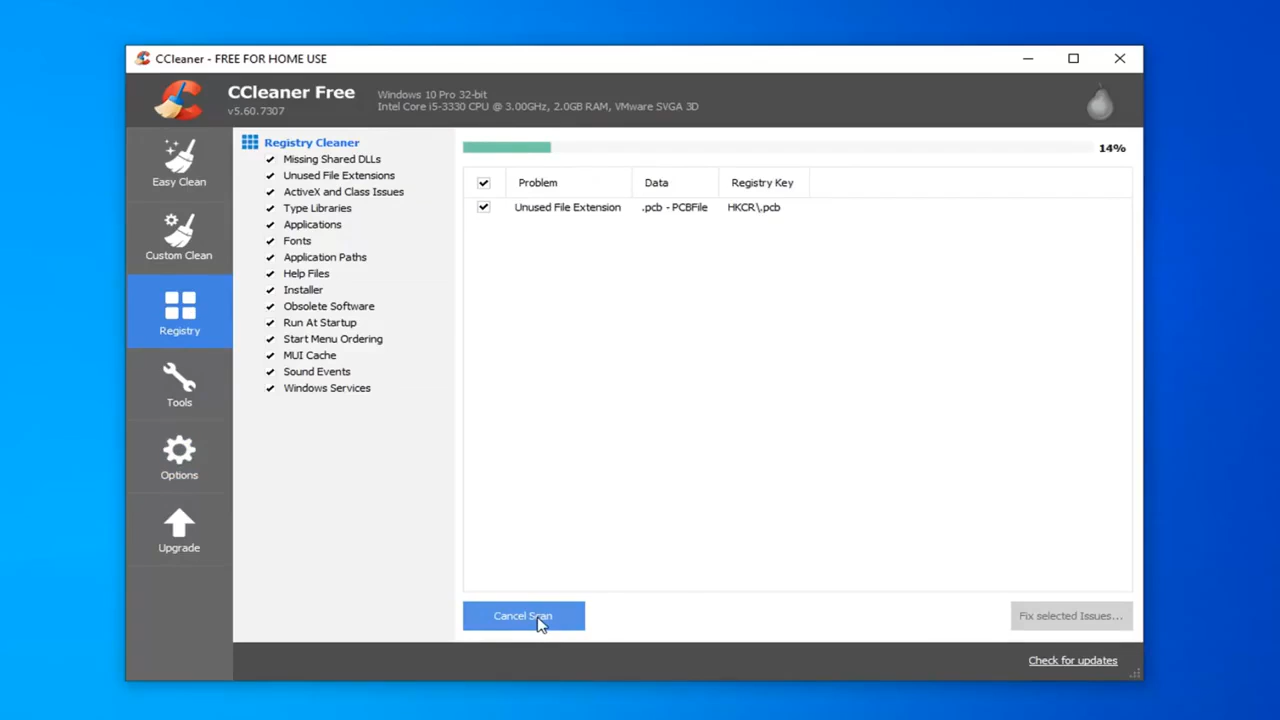 CCleaner - FREE FOR HOME USE
CCleaner Free
v5.60.7307
Windows 10 Pro 32-bit
Intel Core i5-3330 CPU @ 3.00GHz, 2.0GB RAM, VMware SVGA 3D
Easy Clean
Custom Clean
Registry
Tools
Options
Upgrade
Registry Cleaner
Missing Shared DLLs
Unused File Extensions
ActiveX and Class Issues
Type Libraries
Applications
Fonts
Application Paths
Help Files
Installer
Obsolete Software
Run At Startup
Start Menu Ordering
MUI Cache
Sound Events
Windows Services
14%
Problem Data Registry Key
Unused File Extension .pcb - PCBFile HKCR\.pcb
Cancel Scan
Fix selected Issues...
Check for updates